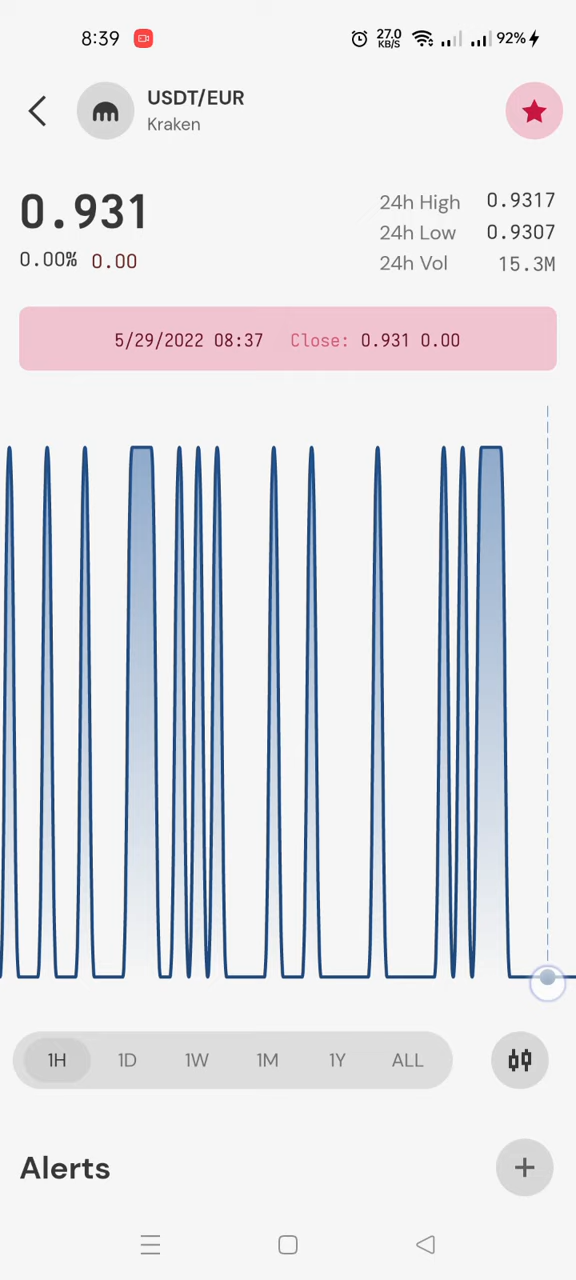 8:39 27.0 KB/S 92%
USDT/EUR
Kraken
0.931
0.00% 0.00
24h High 0.9317
24h Low 0.9307
24h Vol 15.3M
5/29/2022 08:37 Close: 0.931 0.00
1H 1D 1W 1M 1Y ALL
Alerts